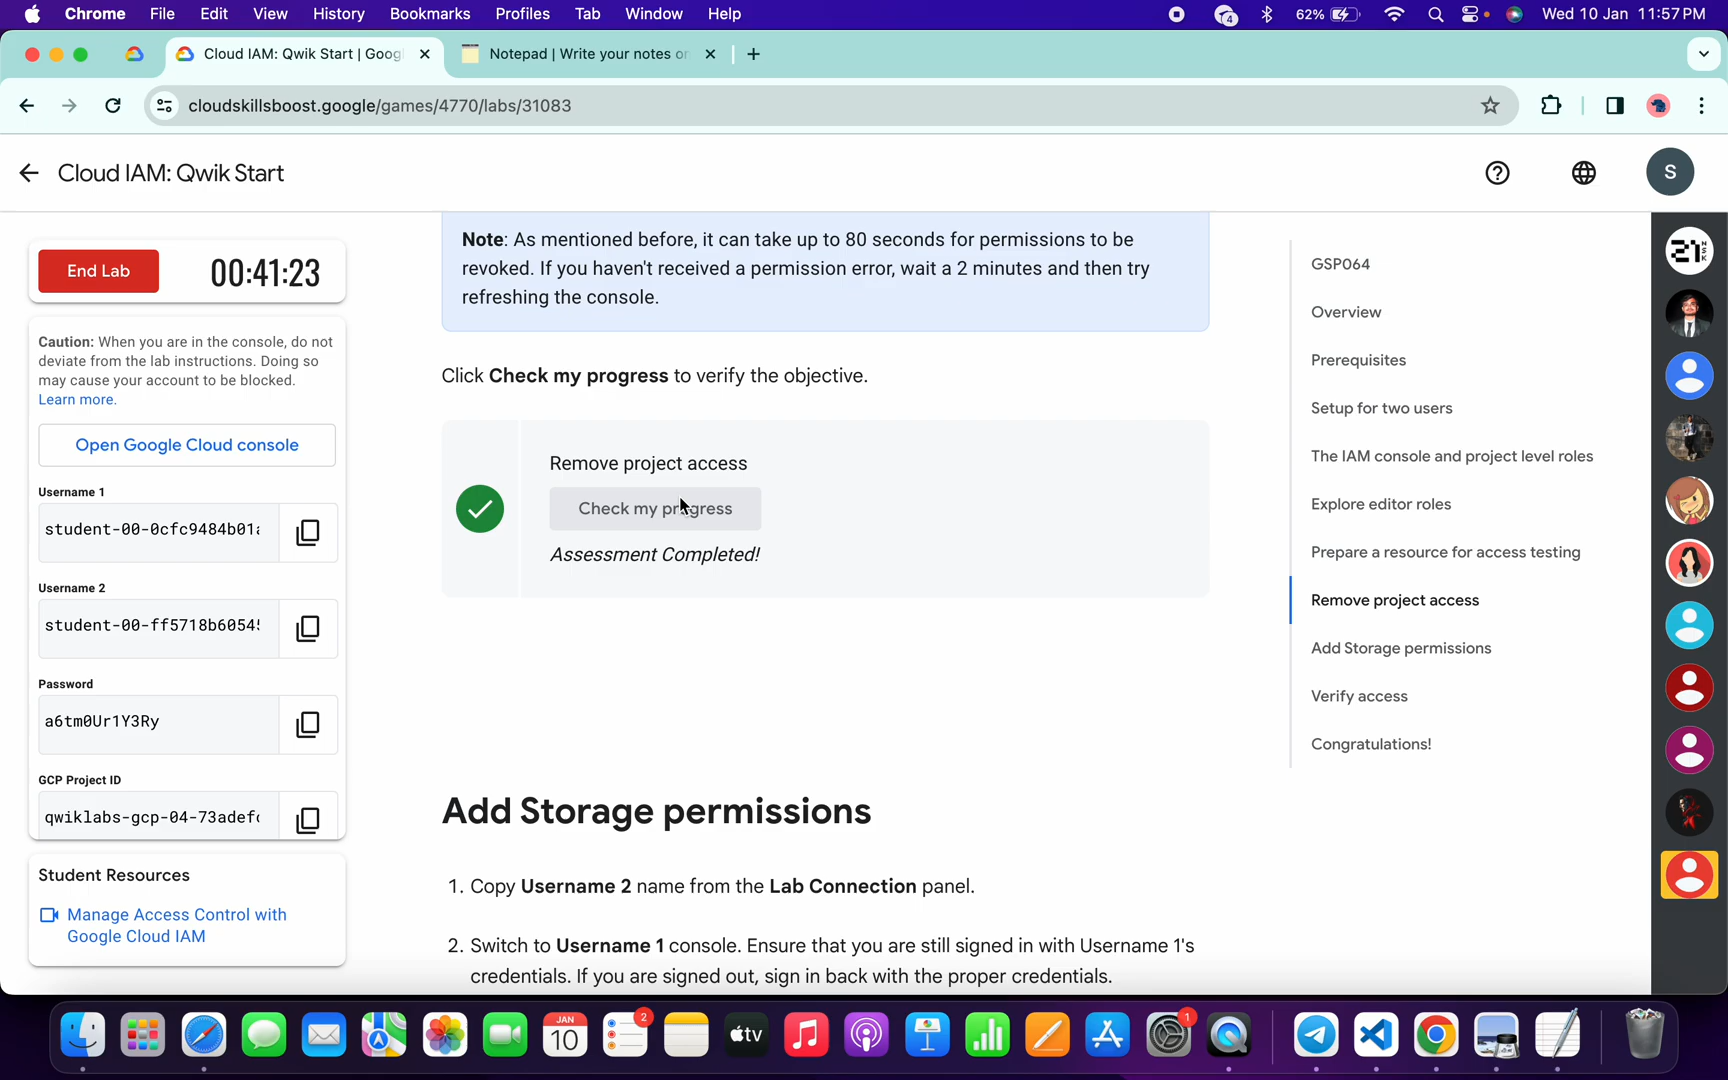 Chrome File Edit View History Bookmarks Profiles Tab Window Help 4 62% Wed 10 Jan 11:57 PM
Cloud IAM: Qwik Start | Goog Notepad | Write your notes
cloudskillsboost.google/games/4770/labs/31083
Cloud IAM: Qwik Start
S
End Lab 00:41:23
Caution: When you are in the console, do not
deviate from the lab instructions. Doing so
may cause your account to be blocked.
Learn more.
Open Google Cloud console
Username 1
student-00-0cfc9484b01
Username 2
student-00-ff5718b6054
Password
a6tm0Ur1Y3Ry
GCP Project ID
qwiklabs-gcp-04-73adef
Student Resources
Manage Access Control with
Google Cloud IAM
Note: As mentioned before, it can take up to 80 seconds for permissions to be
revoked. If you haven't received a permission error, wait a 2 minutes and then try
refreshing the console.
Click Check my progress to verify the objective.
Remove project access
Check my progress
Assessment Completed!
Add Storage permissions
1. Copy Username 2 name from the Lab Connection panel.
2. Switch to Username 1 console. Ensure that you are still signed in with Username 1's
credentials. If you are signed out, sign in back with the proper credentials.
GSP064
Overview
Prerequisites
Setup for two users
The IAM console and project level roles
Explore editor roles
Prepare a resource for access testing
Remove project access
Add Storage permissions
Verify access
Congratulations!
JAN
10
2
tv
1